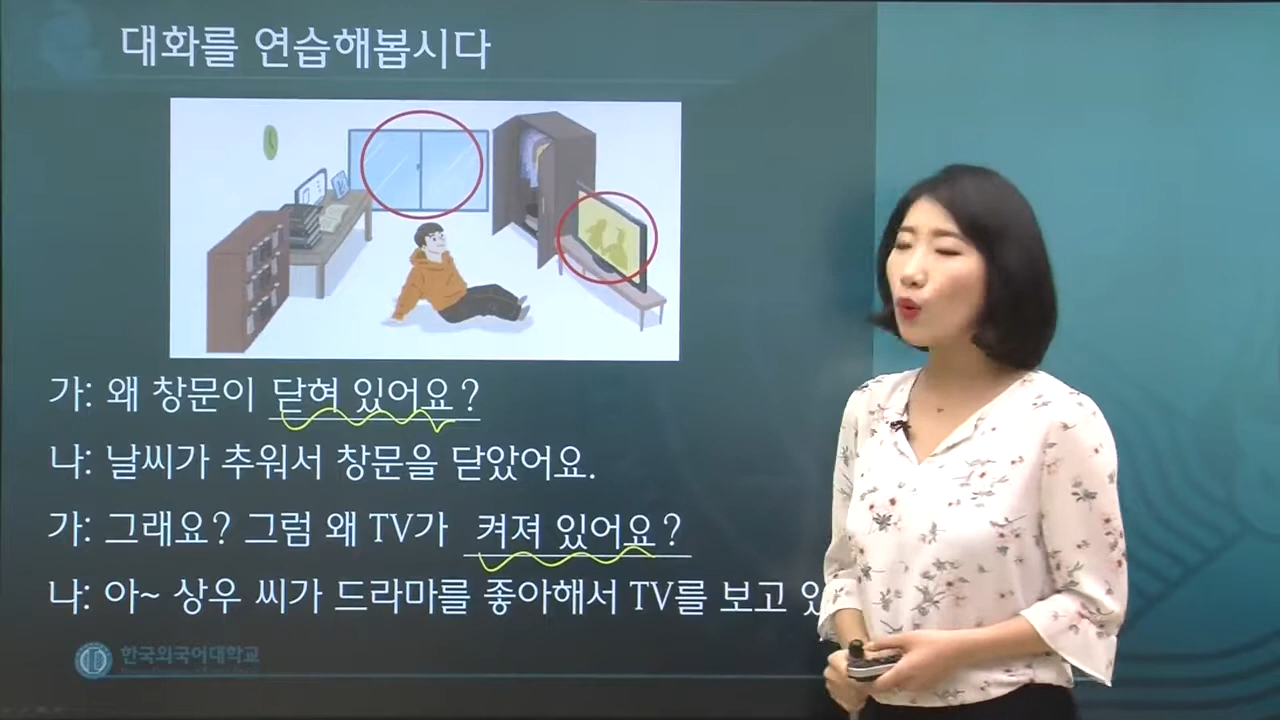 대화를 연습해봅시다
가: 왜 창문이 닫혀 있어요?
나: 날씨가 추워서 창문을 닫았어요.
가: 그래요? 그럼 왜 TV가 켜져 있어요?
나: 아~ 상우 씨가 드라마를 좋아해서 TV를 보고
한국외국어대학교